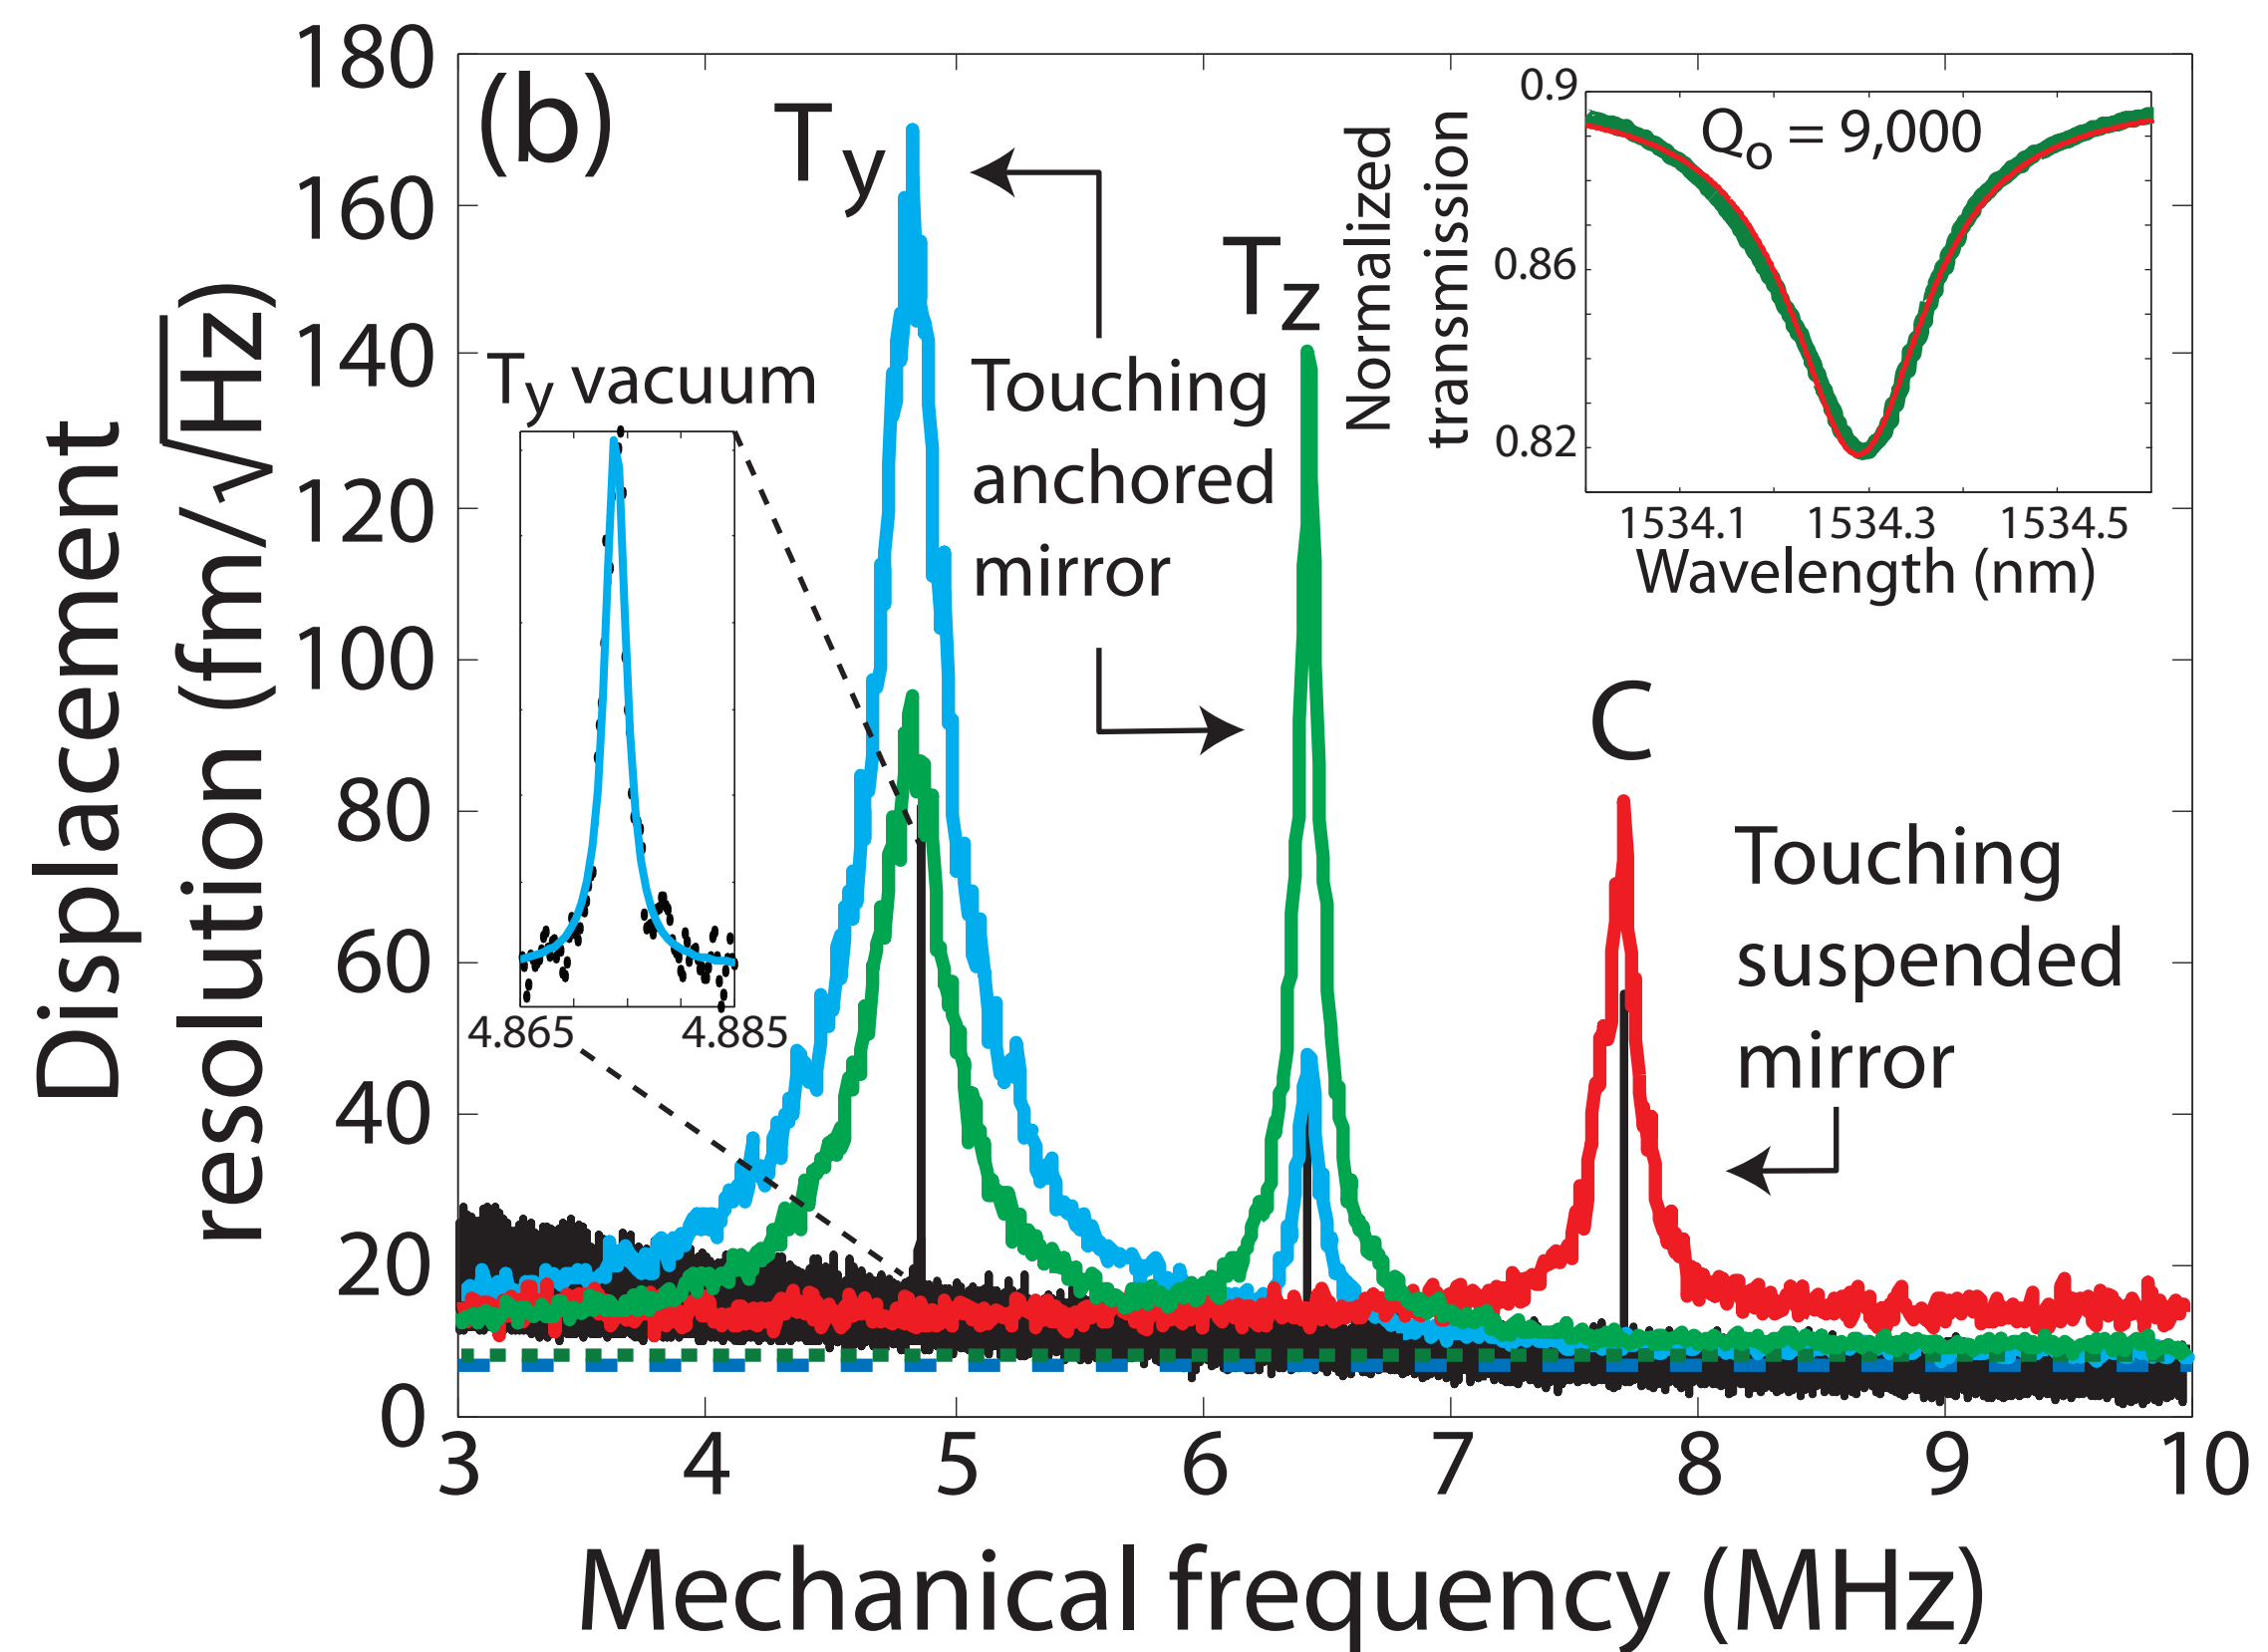 (b)
Displacement
resolution (fm/√Hz)
180
160
140
120
100
80
60
40
20
0
Ty
Ty vacuum
4.865
4.885
Touching
anchored
mirror
Tz
Normalized
transmission
0.9
0.86
0.82
Qo = 9,000
1534.1
1534.3
1534.5
Wavelength (nm)
C
Touching
suspended
mirror
3
4
5
6
7
8
9
10
Mechanical frequency (MHz)